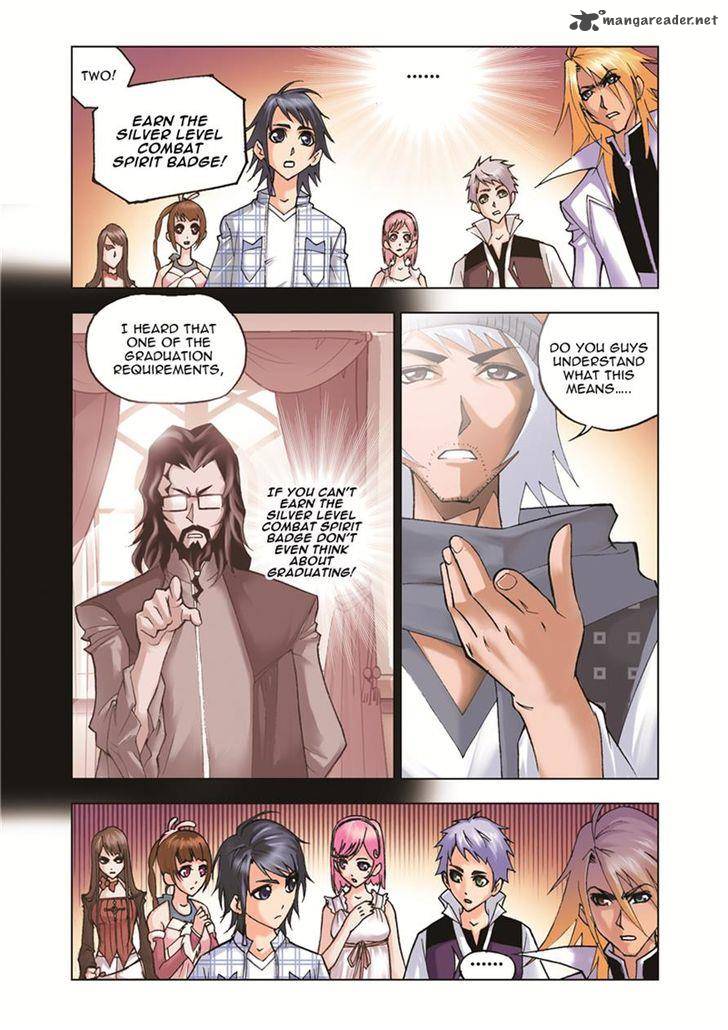 mangareader.net
TWO!
EARN THE
SILVER LEVEL
COMBAT
SPIRIT BADGE!
......
I HEARD THAT
ONE OF THE
GRADUATION
REQUIREMENTS,
IF YOU CAN'T
EARN THE
SILVER LEVEL
COMBAT SPIRIT
BADGE DON'T
EVEN THINK
ABOUT
GRADUATING!
DO YOU GUYS
UNDERSTAND
WHAT THIS
MEANS.....
......